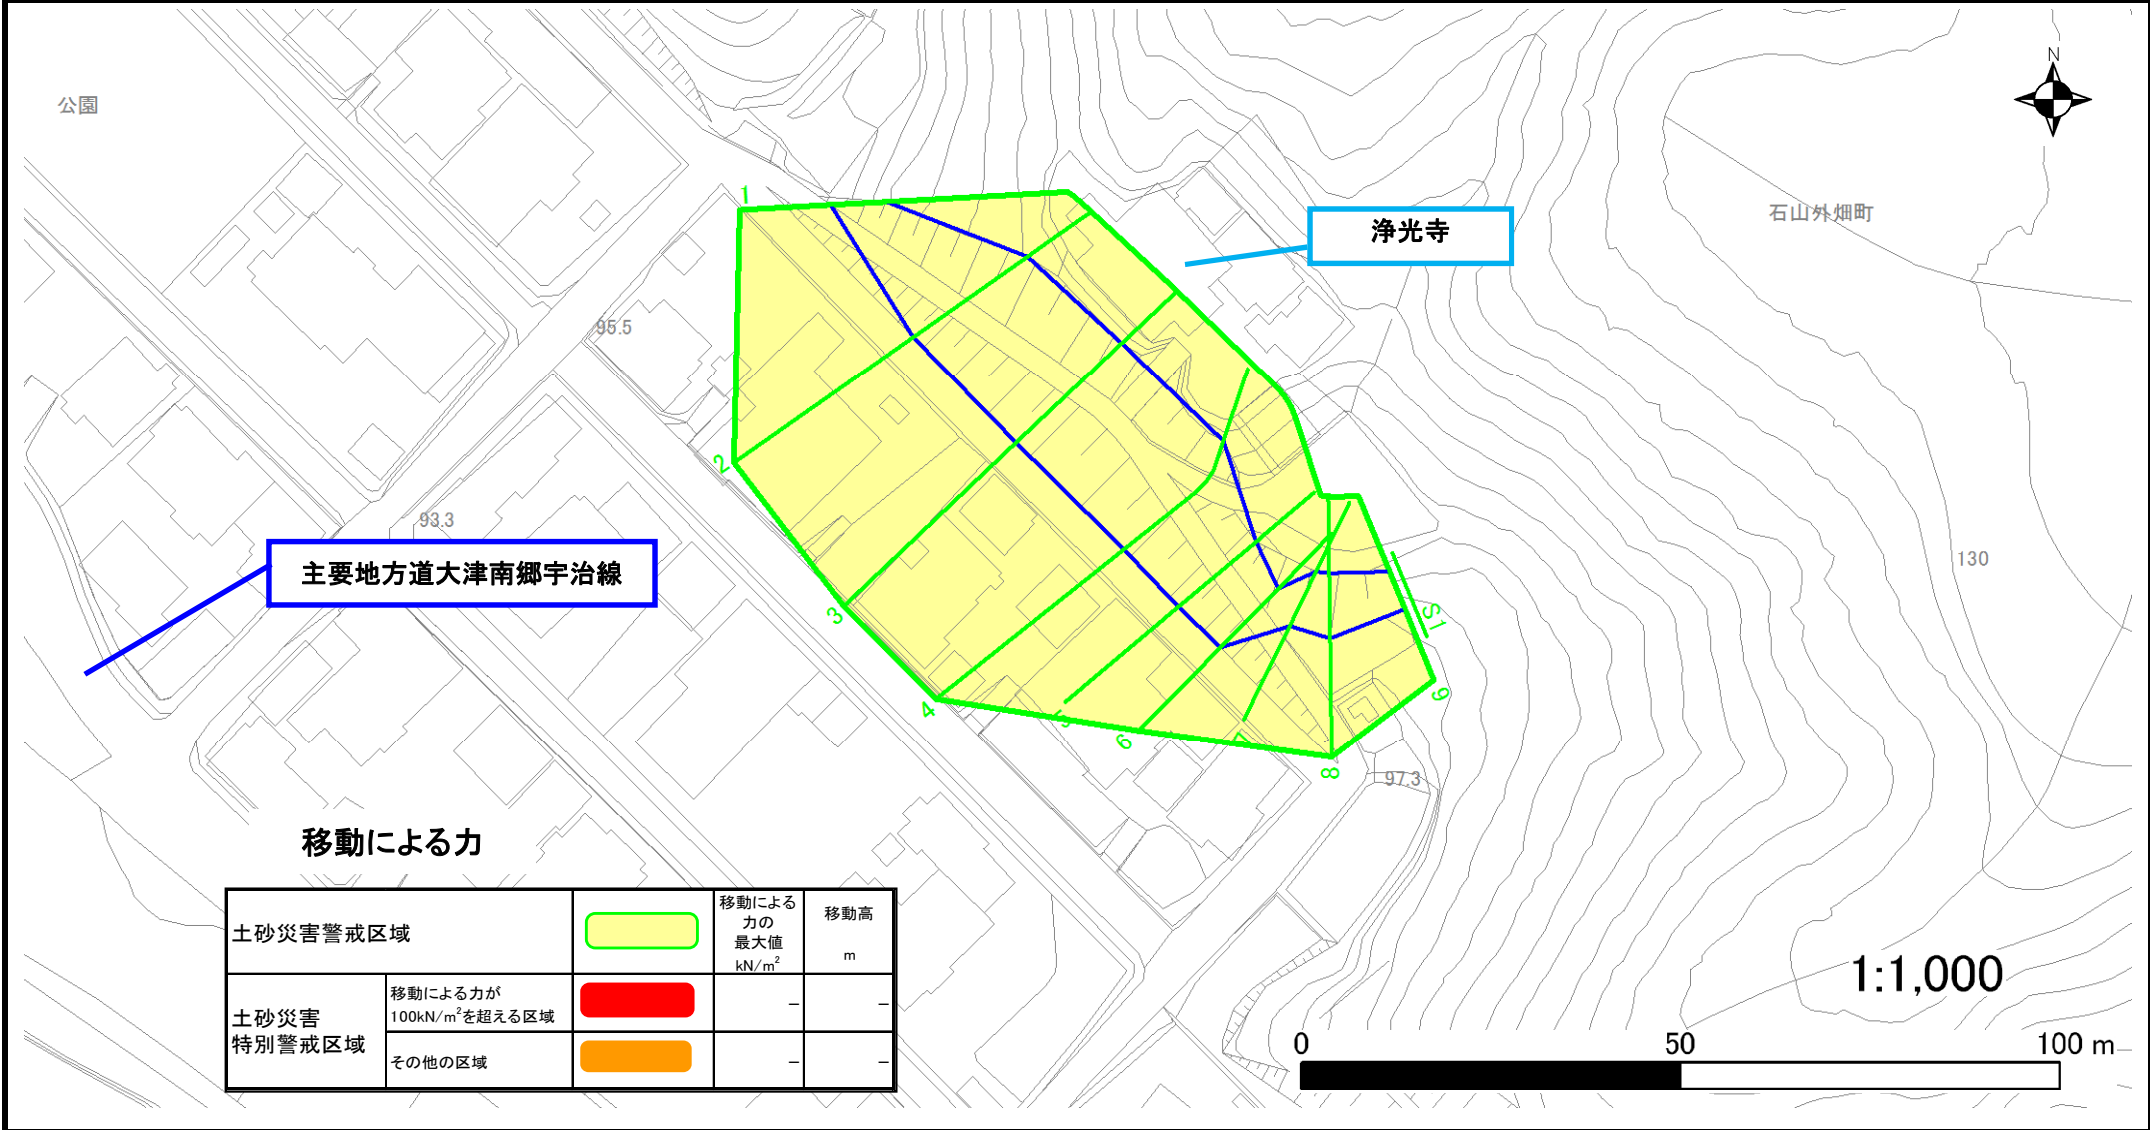 公園
N
石山外畑町
1
浄光寺
95.5
2
93.3
130
主要地方道大津南郷宇治線
S1
3
9
4
5
6
7
8
97.3
移動による力
土砂災害警戒区域
移動による
力の
最大値
kN/m²
移動高
m
土砂災害
特別警戒区域
移動による力が
100kN/m²を超える区域
－
－
その他の区域
－
－
1:1,000
0 50 100 m